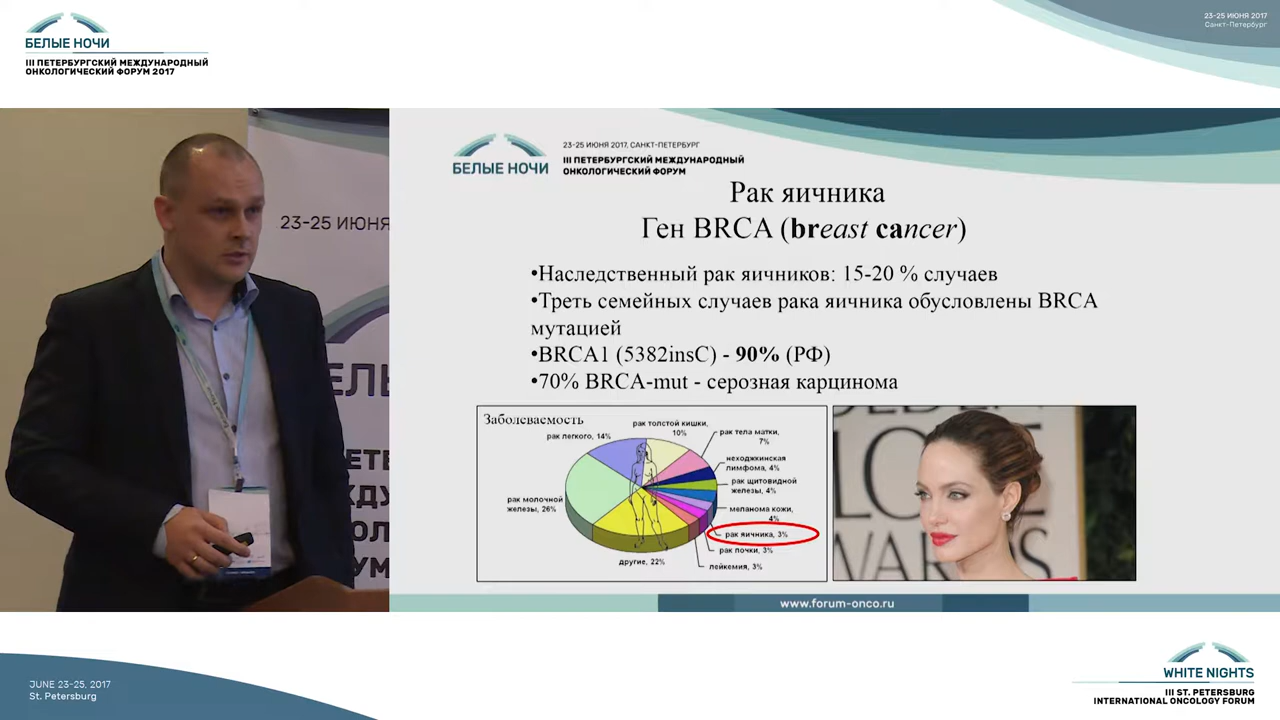 23-25 ИЮНЯ 2017
Санкт-Петербург
БЕЛЫЕ НОЧИ
III ПЕТЕРБУРГСКИЙ МЕЖДУНАРОДНЫЙ
ОНКОЛОГИЧЕСКИЙ ФОРУМ 2017
23-25 ИЮНЯ
23-25 ИЮНЯ 2017, САНКТ-ПЕТЕРБУРГ
БЕЛЫЕ НОЧИ
III ПЕТЕРБУРГСКИЙ МЕЖДУНАРОДНЫЙ
ОНКОЛОГИЧЕСКИЙ ФОРУМ
Рак яичника
Ген BRCA (breast cancer)
•Наследственный рак яичников: 15-20 % случаев
•Треть семейных случаев рака яичника обусловлены BRCA
мутацией
•BRCA1 (5382insC) - 90% (РФ)
•70% BRCA-mut - серозная карцинома
Заболеваемость
рак легкого, 14%
рак толстой кишки,
10%
рак тела матки,
7%
неходжкинская
лимфома, 4%
рак щитовидной
железы, 4%
меланома кожи,
4%
рак яичника, 3%
рак почки, 3%
лейкемия, 3%
другие, 22%
рак молочной
железы, 26%
www.forum-onco.ru
JUNE 23-25, 2017
St. Petersburg
WHITE NIGHTS
III ST. PETERSBURG
INTERNATIONAL ONCOLOGY FORUM